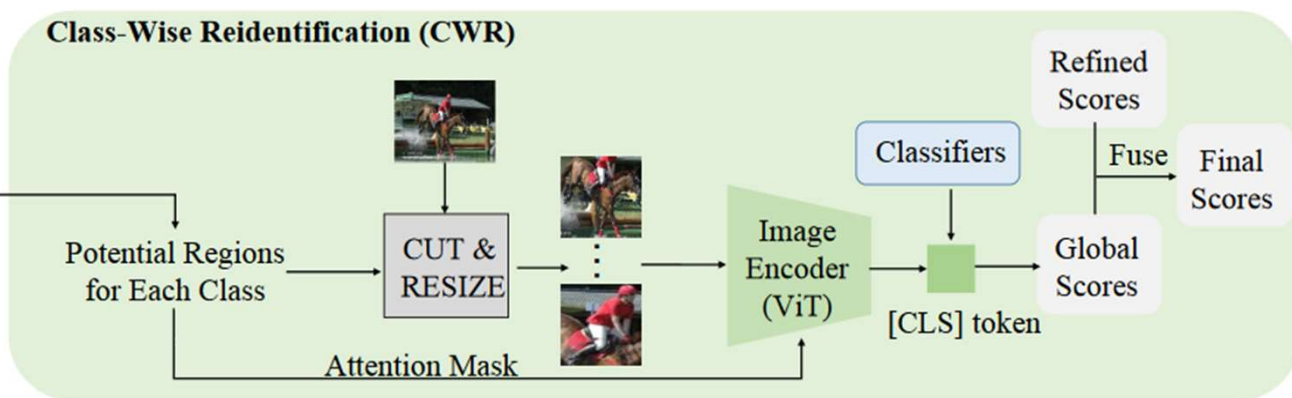 Class-Wise Reidentification (CWR)
Refined
Scores
Classifiers
Fuse
Final
Scores
Potential Regions
for Each Class
CUT &
RESIZE
Image
Encoder
(ViT)
[CLS] token
Global
Scores
Attention Mask